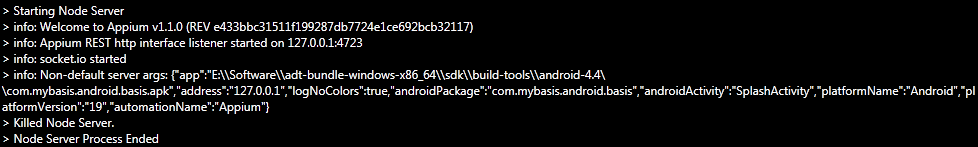 > Starting Node Server
> info: Welcome to Appium v1.1.0 (REV e433bbc31511f199287db7724e1ce692bcb32117)
> info: Appium REST http interface listener started on 127.0.0.1:4723
> info: socket.io started
> info: Non-default server args: {"app":"E:\\Software\\adt-bundle-windows-x86_64\\sdk\\build-tools\\android-4.4\
\com.mybasis.android.basis.apk","address":"127.0.0.1","logNoColors":true,"androidPackage":"com.mybasis.android.basis","androidActivity":"SplashActivity","platformName":"Android","pl
atformVersion":"19","automationName":"Appium"}
> Killed Node Server.
> Node Server Process Ended